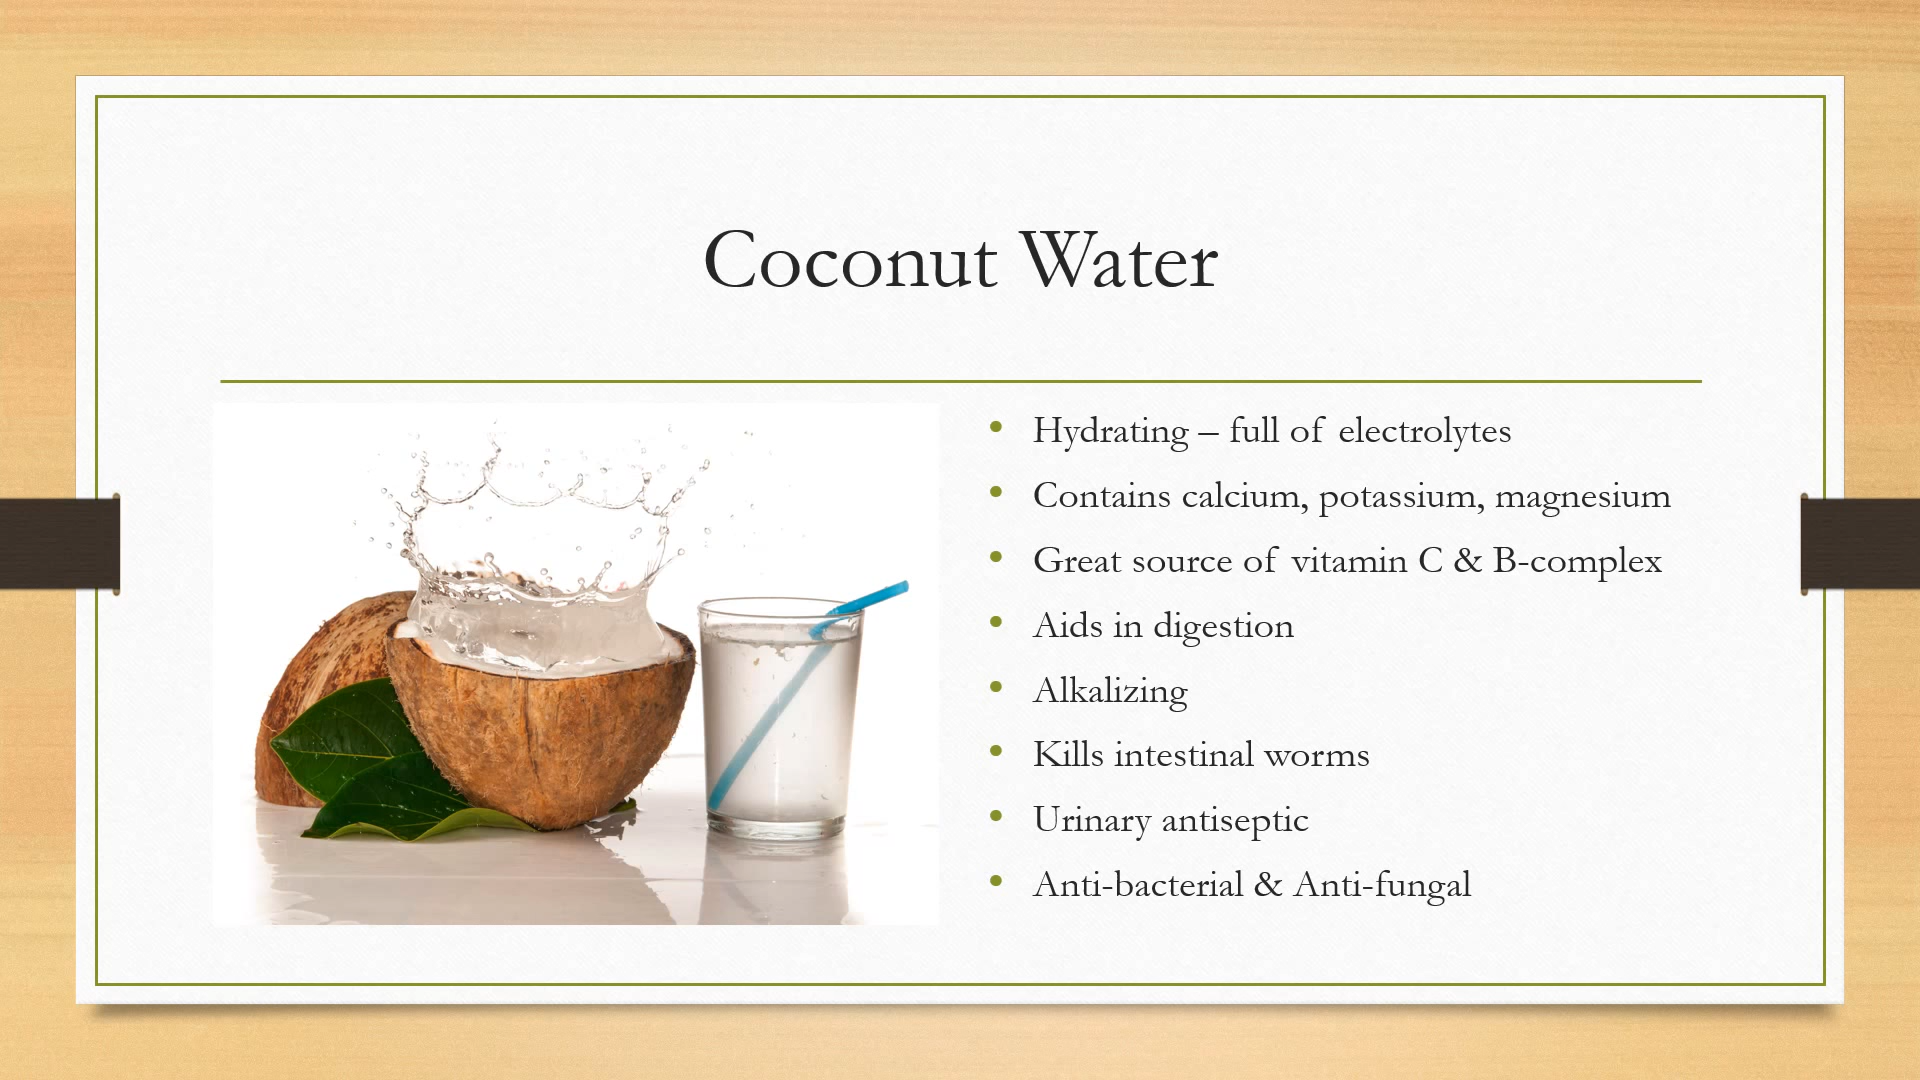 Coconut Water
• Hydrating – full of electrolytes
• Contains calcium, potassium, magnesium
• Great source of vitamin C & B-complex
• Aids in digestion
• Alkalizing
• Kills intestinal worms
• Urinary antiseptic
• Anti-bacterial & Anti-fungal